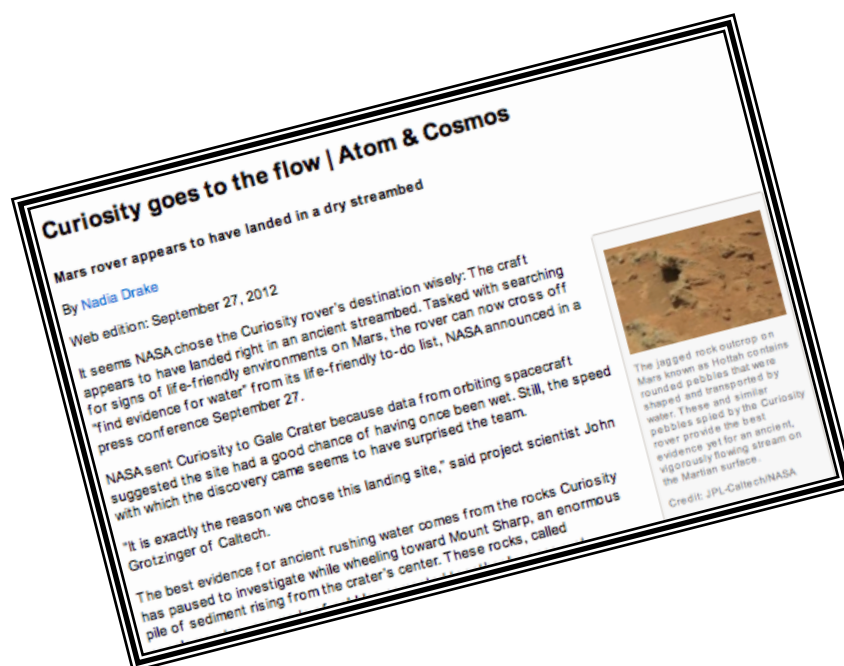 Curiosity goes to the flow | Atom & Cosmos
Mars rover appears to have landed in a dry streambed
By Nadia Drake
Web edition: September 27, 2012
It seems NASA chose the Curiosity rover's destination wisely: The craft
appears to have landed right in an ancient streambed. Tasked with searching
for signs of life-friendly environments on Mars, the rover can now cross off
"find evidence for water" from its life-friendly to-do list, NASA announced in a
press conference September 27.
NASA sent Curiosity to Gale Crater because data from orbiting spacecraft
suggested the site had a good chance of having once been wet. Still, the speed
with which the discovery came seems to have surprised the team.
"It is exactly the reason we chose this landing site," said project scientist John
Grotzinger of Caltech.
The best evidence for ancient rushing water comes from the rocks Curiosity
has paused to investigate while wheeling toward Mount Sharp, an enormous
pile of sediment rising from the crater's center. These rocks, called
The jagged rock outcrop on
Mars known as Hottah contains
rounded pebbles that were
shaped and transported by
water. These and similar
pebbles spied by the Curiosity
rover provide the best
evidence yet for an ancient,
vigorously flowing stream on
the Martian surface.
Credit: JPL-Caltech/NASA